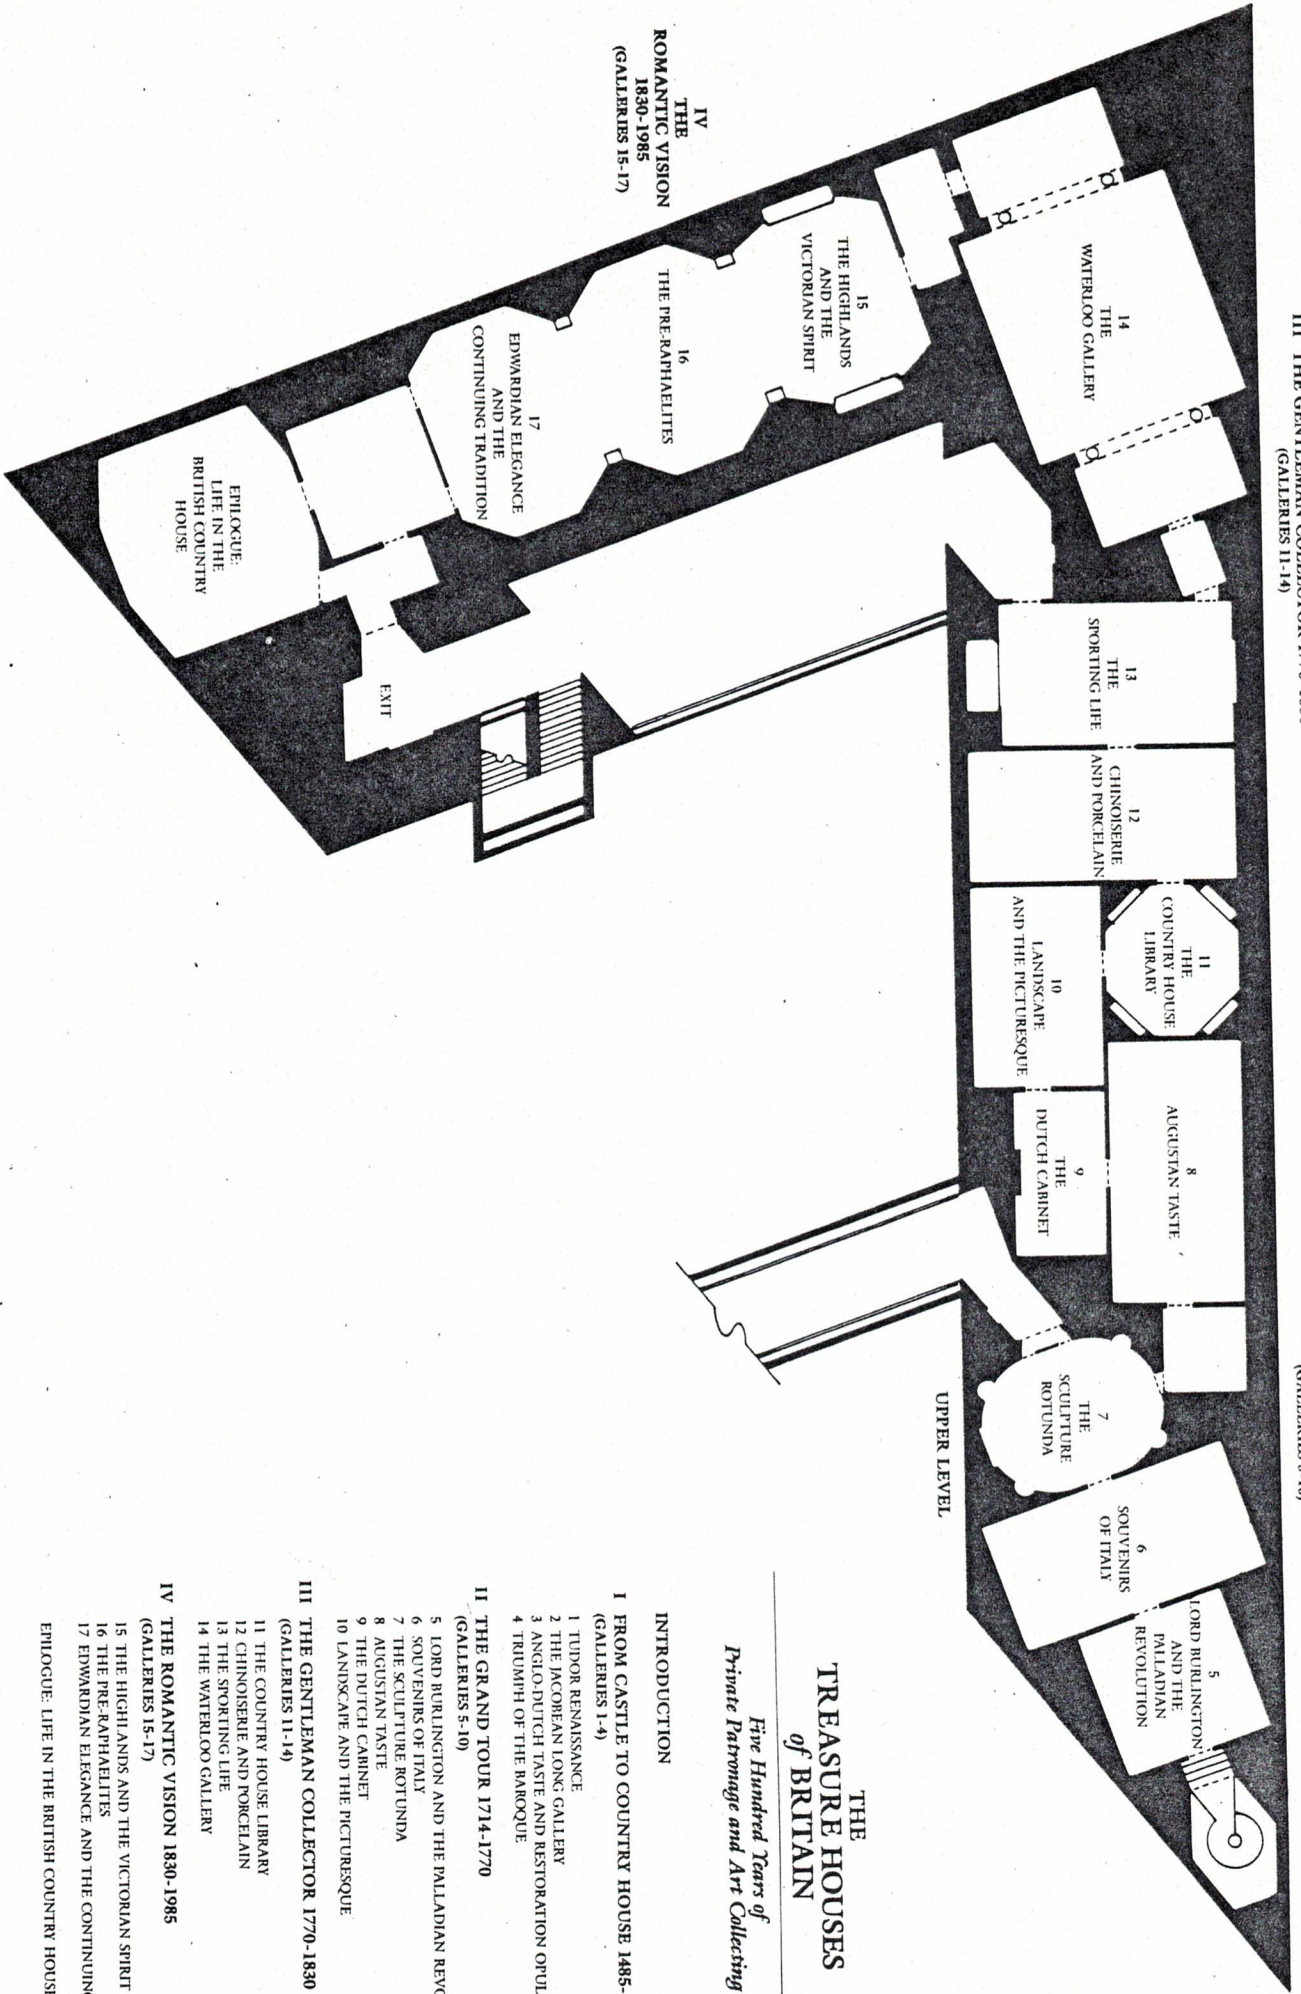 III THE GENTLEMAN COLLECTOR 1770-1830
(GALLERIES 11-14)
(GALLERIES 5-10)
IV
THE
ROMANTIC VISION
1830-1985
(GALLERIES 15-17)
14
THE
WATERLOO GALLERY
13
THE
SPORTING LIFE
12
CHINOISERIE
AND PORCELAIN
11
THE
COUNTRY HOUSE
LIBRARY
10
LANDSCAPE
AND THE PICTURESQUE
9
THE
DUTCH CABINET
8
AUGUSTAN TASTE
7
THE
SCULPTURE
ROTUNDA
6
SOUVENIRS
OF ITALY
5
LORD BURLINGTON
AND THE
PALLADIAN
REVOLUTION
15
THE HIGHLANDS
AND THE
VICTORIAN SPIRIT
16
THE PRE-RAPHAELITES
17
EDWARDIAN ELEGANCE
AND THE
CONTINUING TRADITION
EPILOGUE:
LIFE IN THE
BRITISH COUNTRY
HOUSE
EXIT
UPPER LEVEL
THE
TREASURE HOUSES
of BRITAIN
Five Hundred Years of
Private Patronage and Art Collecting
INTRODUCTION
I FROM CASTLE TO COUNTRY HOUSE 1485-
(GALLERIES 1-4)
1 TUDOR RENAISSANCE
2 THE JACOBEAN LONG GALLERY
3 ANGLO-DUTCH TASTE AND RESTORATION OPUL
4 TRIUMPH OF THE BAROQUE
II THE GRAND TOUR 1714-1770
(GALLERIES 5-10)
5 LORD BURLINGTON AND THE PALLADIAN REVO
6 SOUVENIRS OF ITALY
7 THE SCULPTURE ROTUNDA
8 AUGUSTAN TASTE
9 THE DUTCH CABINET
10 LANDSCAPE AND THE PICTURESQUE
III THE GENTLEMAN COLLECTOR 1770-1830
(GALLERIES 11-14)
11 THE COUNTRY HOUSE LIBRARY
12 CHINOISERIE AND PORCELAIN
13 THE SPORTING LIFE
14 THE WATERLOO GALLERY
IV THE ROMANTIC VISION 1830-1985
(GALLERIES 15-17)
15 THE HIGHLANDS AND THE VICTORIAN SPIRIT
16 THE PRE-RAPHAELITES
17 EDWARDIAN ELEGANCE AND THE CONTINUING
EPILOGUE: LIFE IN THE BRITISH COUNTRY HOUSE